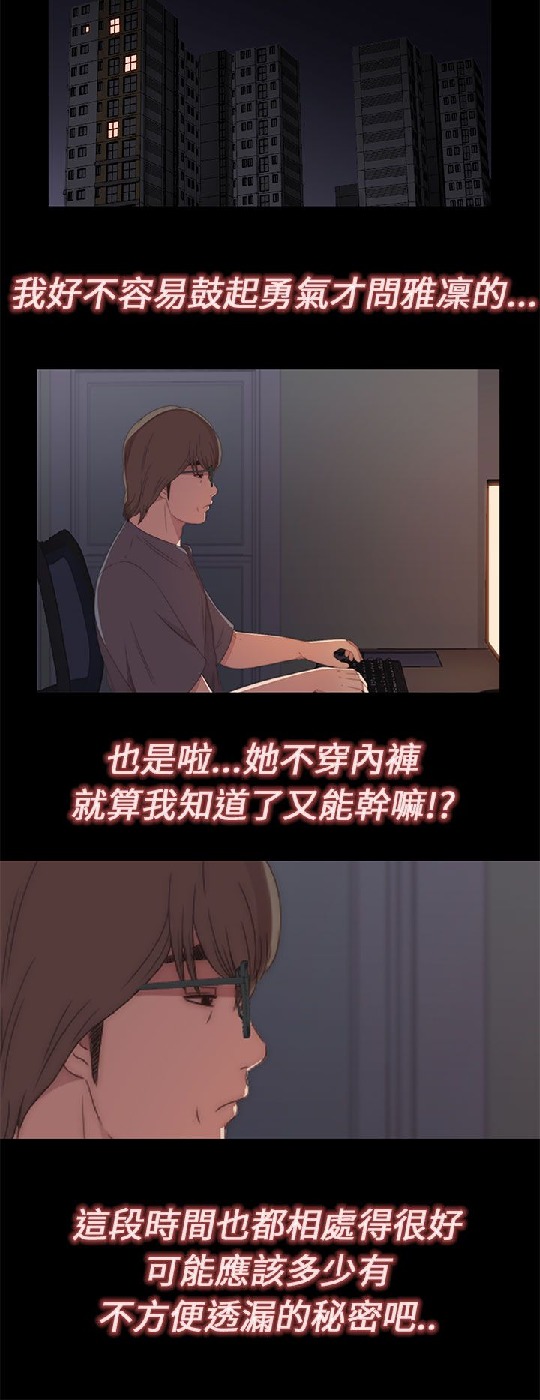 我好不容易鼓起勇氣才問雅凜的...
也是啦...她不穿內褲
就算我知道了又能幹嘛!?
這段時間也都相處得很好
可能應該多少有
不方便透漏的秘密吧..